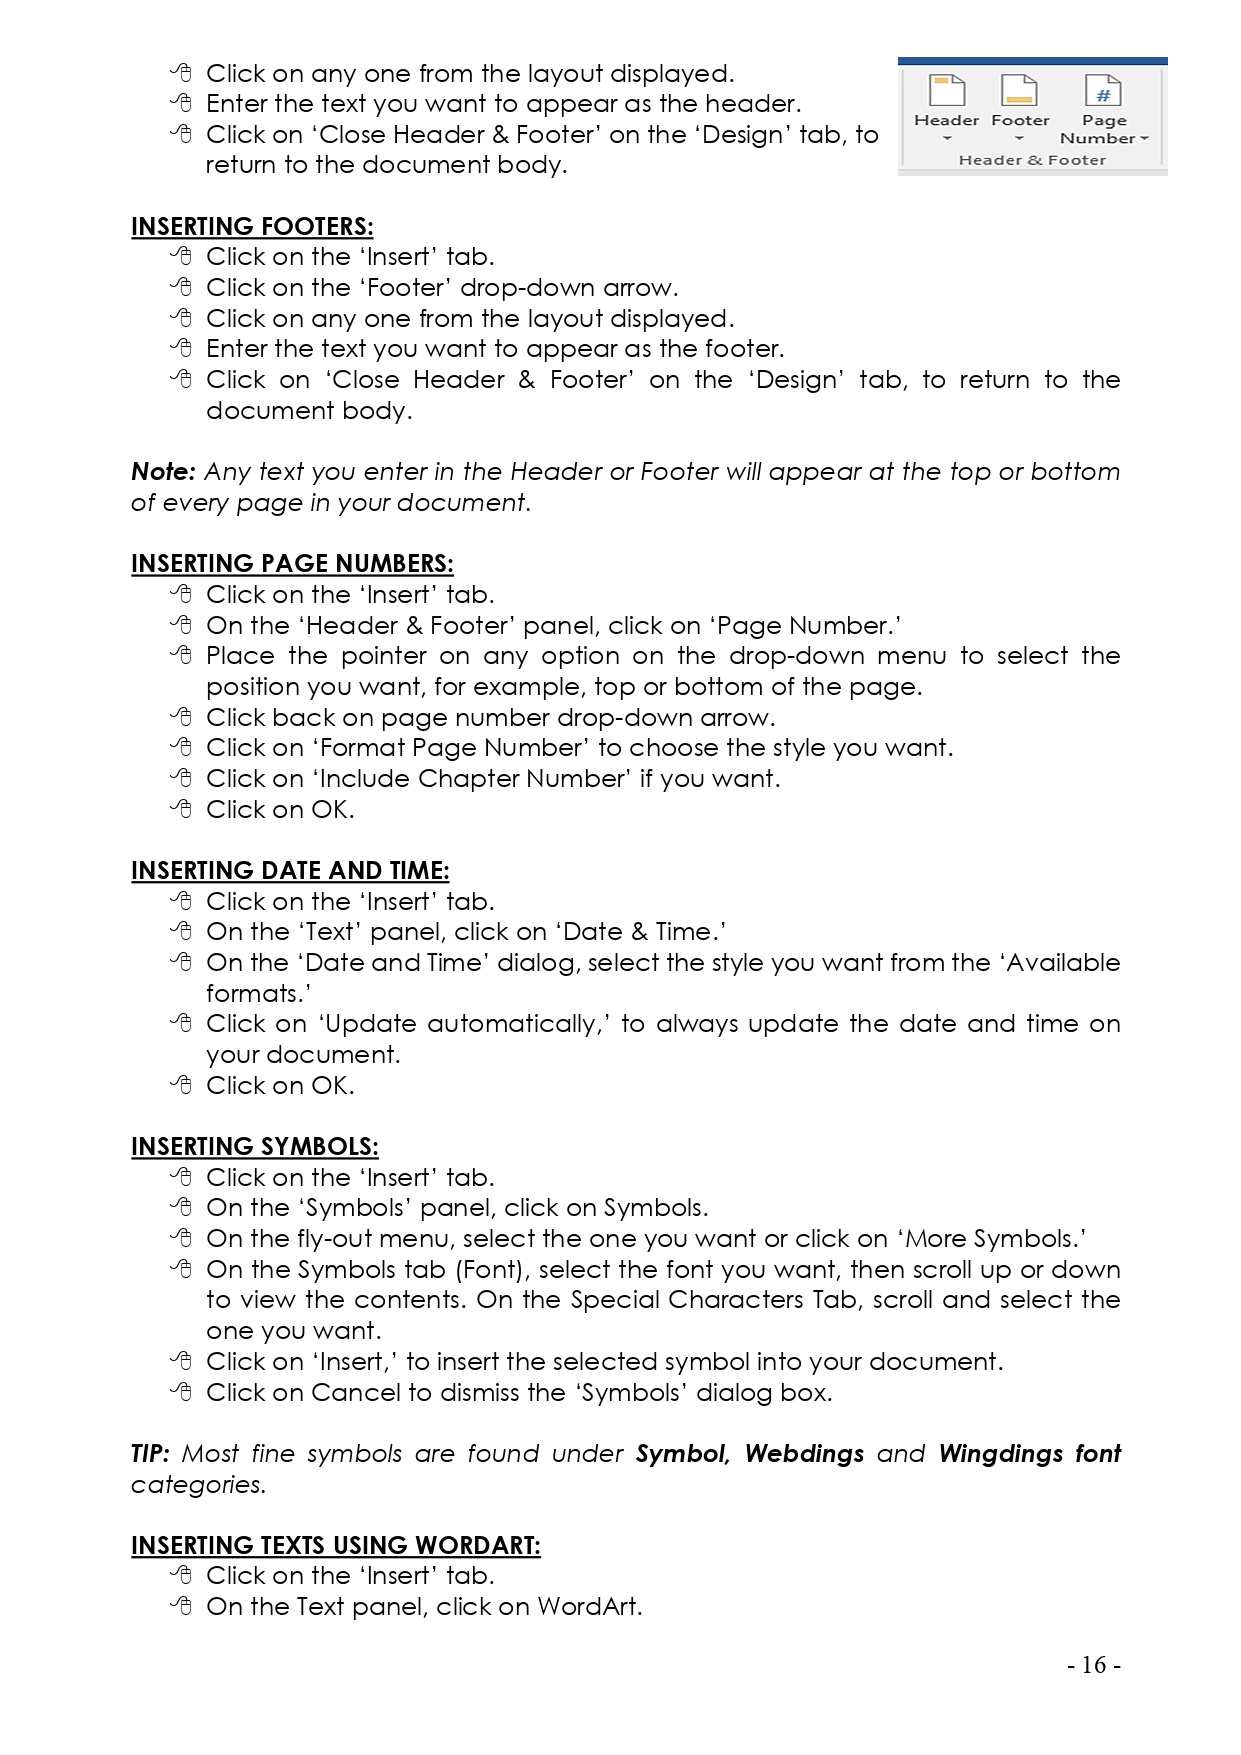 Click on any one from the layout displayed.
Enter the text you want to appear as the header.
Click on ‘Close Header & Footer’ on the ‘Design’ tab, to
return to the document body.
Header Footer Page
Number
Header & Footer
INSERTING FOOTERS:
Click on the ‘Insert’ tab.
Click on the ‘Footer’ drop-down arrow.
Click on any one from the layout displayed.
Enter the text you want to appear as the footer.
Click on ‘Close Header & Footer’ on the ‘Design’ tab, to return to the
document body.
Note: Any text you enter in the Header or Footer will appear at the top or bottom
of every page in your document.
INSERTING PAGE NUMBERS:
Click on the ‘Insert’ tab.
On the ‘Header & Footer’ panel, click on ‘Page Number.’
Place the pointer on any option on the drop-down menu to select the
position you want, for example, top or bottom of the page.
Click back on page number drop-down arrow.
Click on ‘Format Page Number’ to choose the style you want.
Click on ‘Include Chapter Number’ if you want.
Click on OK.
INSERTING DATE AND TIME:
Click on the ‘Insert’ tab.
On the ‘Text’ panel, click on ‘Date & Time.’
On the ‘Date and Time’ dialog, select the style you want from the ‘Available
formats.’
Click on ‘Update automatically,’ to always update the date and time on
your document.
Click on OK.
INSERTING SYMBOLS:
Click on the ‘Insert’ tab.
On the ‘Symbols’ panel, click on Symbols.
On the fly-out menu, select the one you want or click on ‘More Symbols.’
On the Symbols tab (Font), select the font you want, then scroll up or down
to view the contents. On the Special Characters Tab, scroll and select the
one you want.
Click on ‘Insert,’ to insert the selected symbol into your document.
Click on Cancel to dismiss the ‘Symbols’ dialog box.
TIP: Most fine symbols are found under Symbol, Webdings and Wingdings font
categories.
INSERTING TEXTS USING WORDART:
Click on the ‘Insert’ tab.
On the Text panel, click on WordArt.
- 16 -